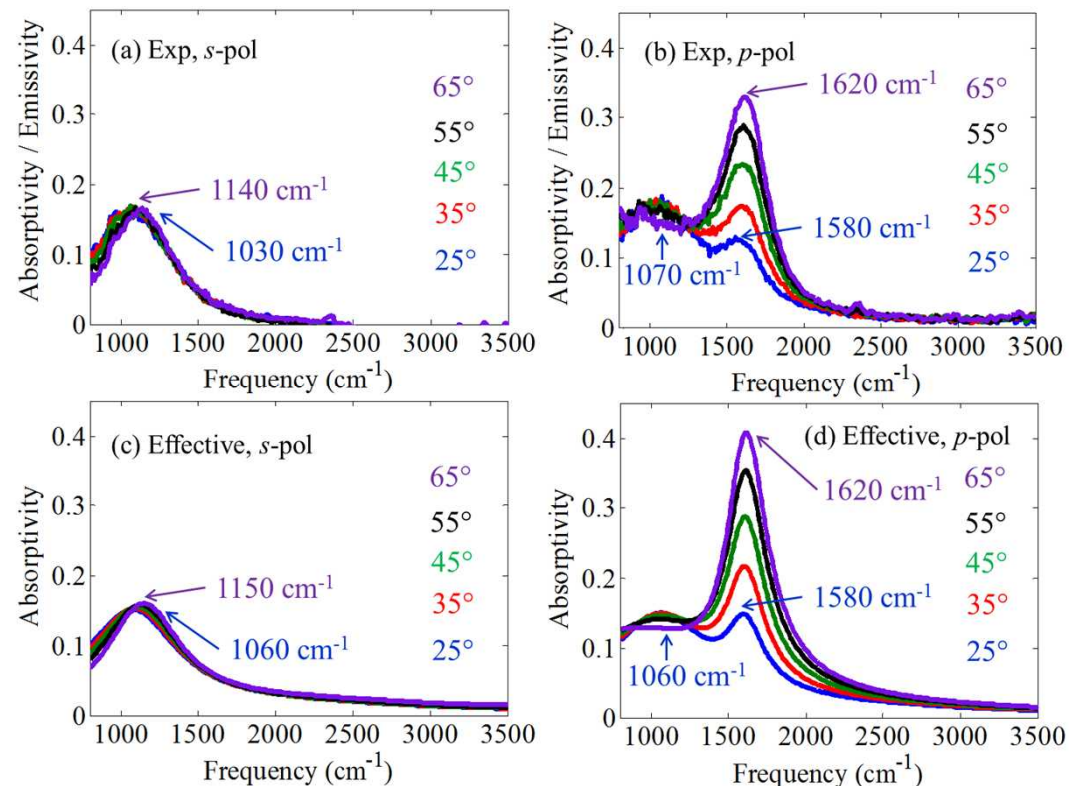 Absorptivity / Emissivity
0.4
0.3
0.2
0.1
0
(a) Exp, s-pol
65°
55°
45°
35°
25°
1140 cm-1
1030 cm-1
1000 1500 2000 2500 3000 3500
Frequency (cm-1)
Absorptivity / Emissivity
0.4
0.3
0.2
0.1
0
(b) Exp, p-pol
1620 cm-1
65°
55°
45°
35°
25°
1580 cm-1
1070 cm-1
1000 1500 2000 2500 3000 3500
Frequency (cm-1)
Absorptivity
0.4
0.3
0.2
0.1
0
(c) Effective, s-pol
65°
55°
45°
35°
25°
1150 cm-1
1060 cm-1
1000 1500 2000 2500 3000 3500
Frequency (cm-1)
Absorptivity
0.4
0.3
0.2
0.1
0
(d) Effective, p-pol
1620 cm-1
65°
55°
45°
35°
25°
1580 cm-1
1060 cm-1
1000 1500 2000 2500 3000 3500
Frequency (cm-1)